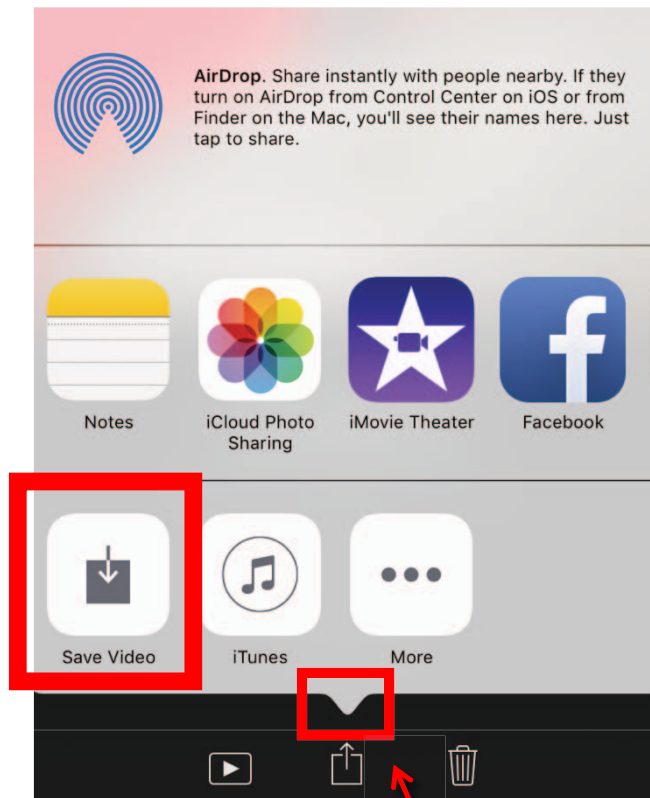 AirDrop. Share instantly with people nearby. If they
turn on AirDrop from Control Center on iOS or from
Finder on the Mac, you'll see their names here. Just
tap to share.
Notes
iCloud Photo
Sharing
iMovie Theater
Facebook
Save Video
iTunes
More